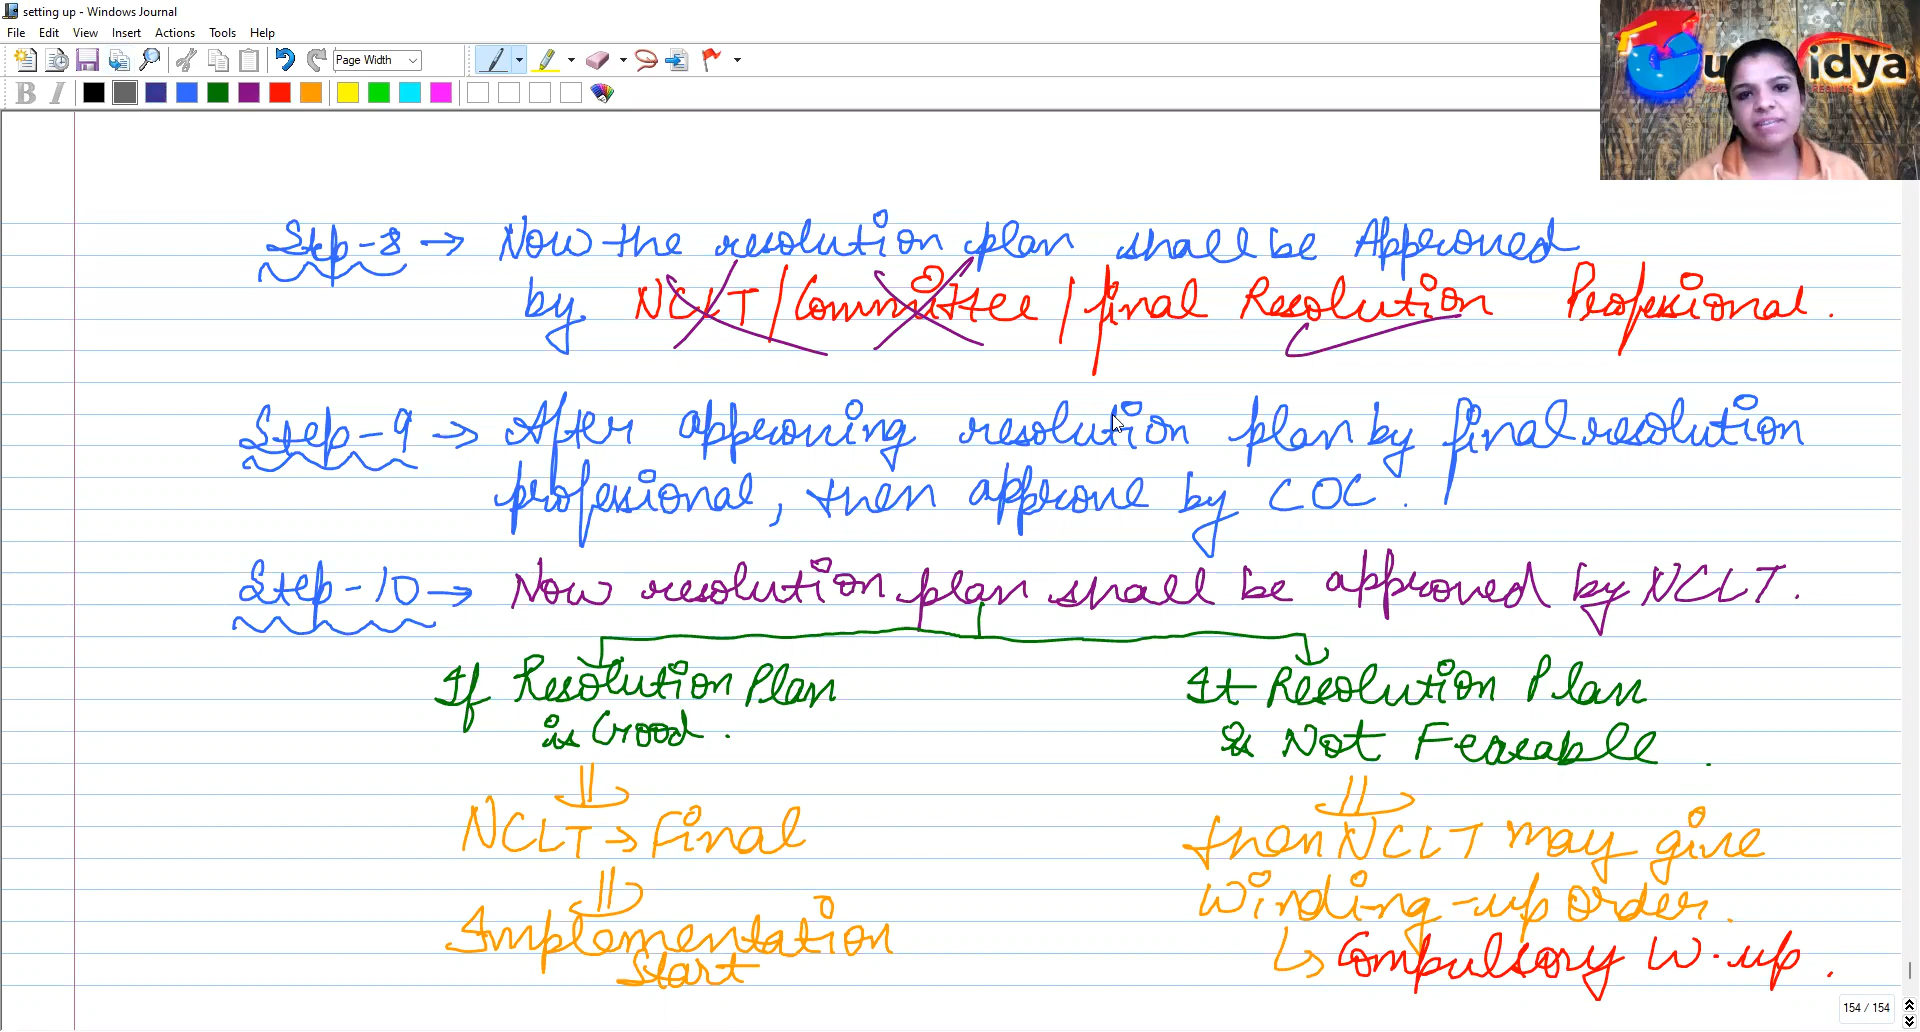 setting up - Windows Journal
File Edit View Insert Actions Tools Help
Page Width
B I
idya
Step-8 → Now the resolution plan shall be Approved
by NCLT / Committee / final Resolution Professional.
Step-9 → After approving resolution plan by final resolution
professional, then approve by COC.
Step-10 → Now resolution plan shall be approved by NCLT.
If Resolution Plan
is Good.
It Resolution Plan
is Not Feaseable.
NCLT → Final
Implementation
Start
then NCLT may give
Winding-up order.
↳ Compulsory W.up.
154 / 154